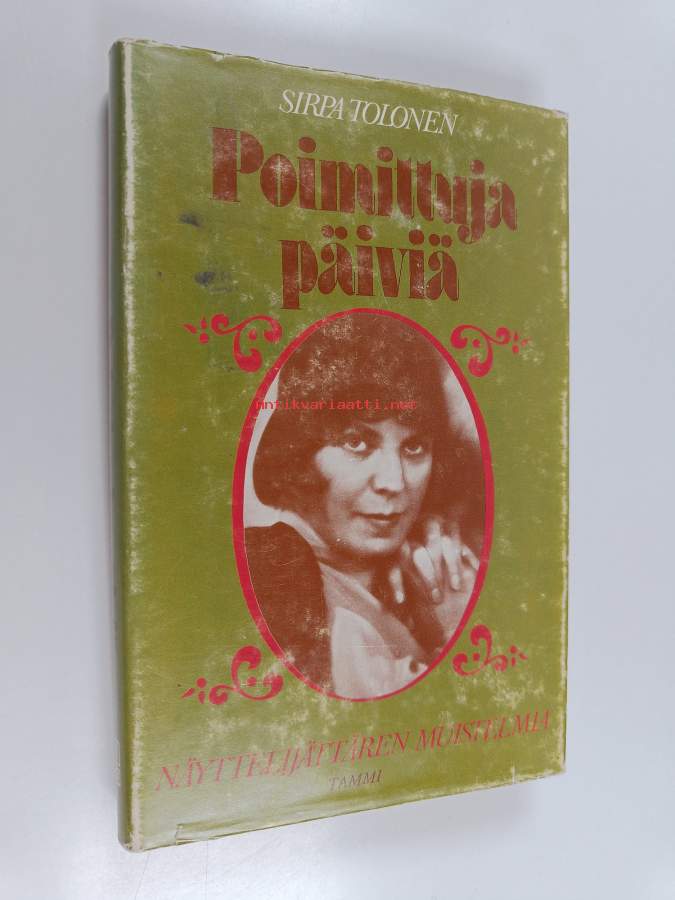 SIRPA TOLONEN
Poimittuja
päiviä
antikvariaatti.net
NÄYTTELIJÄTTÄREN MUISTELMIA
TAMMI